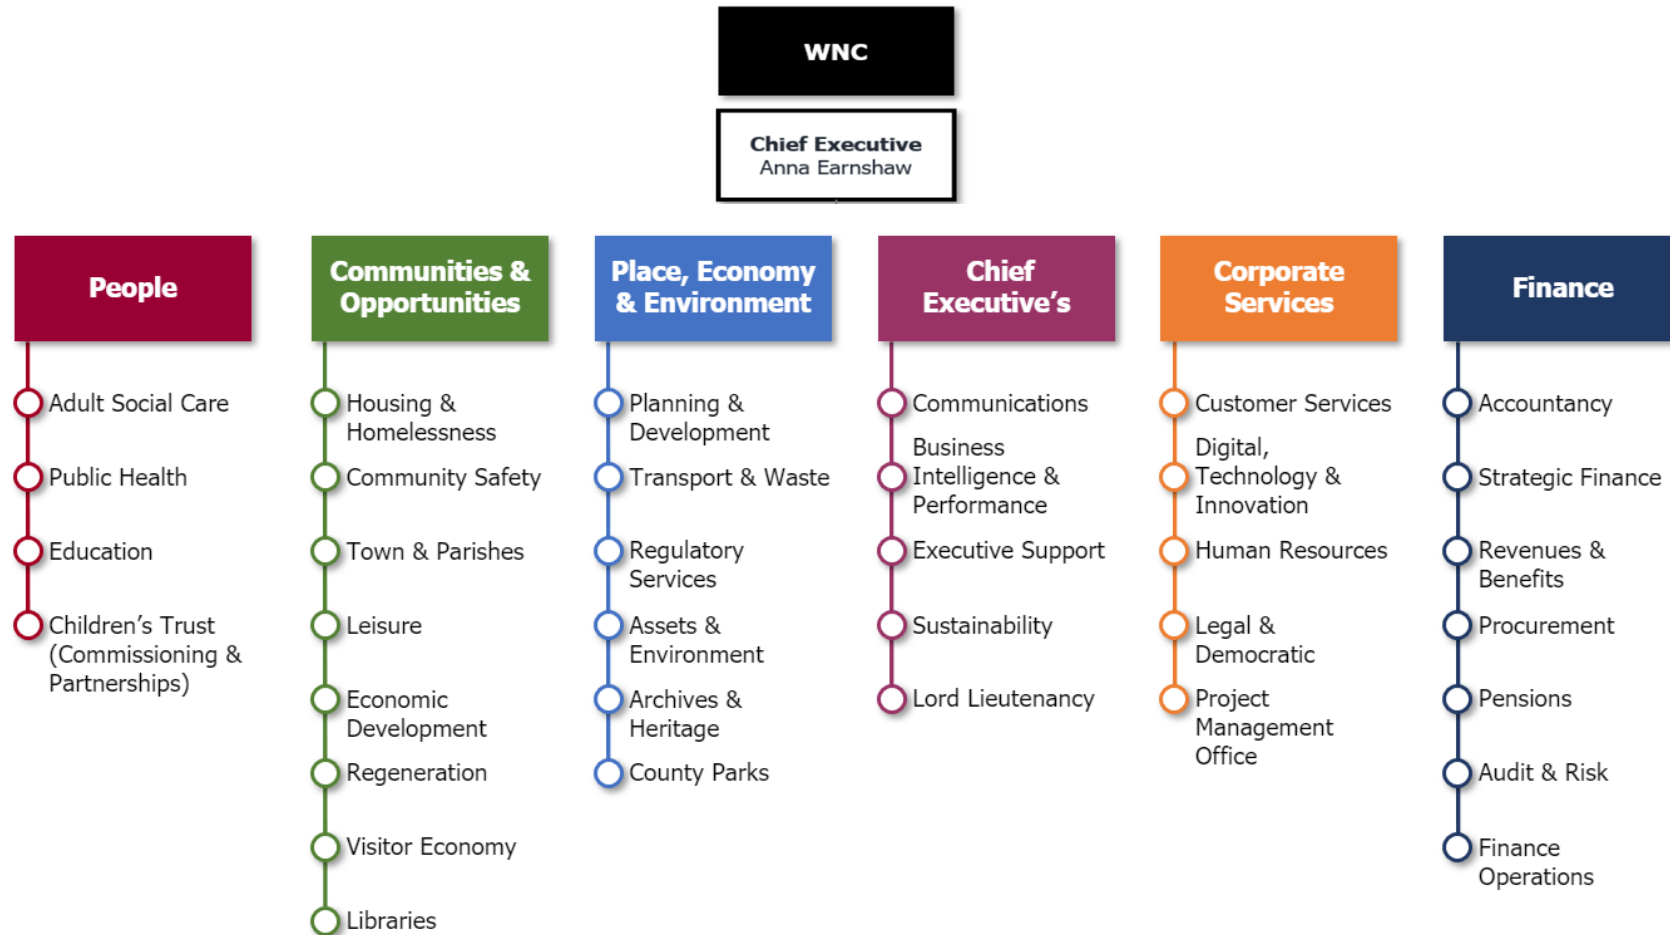 WNC
Chief Executive
Anna Earnshaw
People
Adult Social Care
Public Health
Education
Children’s Trust
(Commissioning &
Partnerships)
Communities &
Opportunities
Housing &
Homelessness
Community Safety
Town & Parishes
Leisure
Economic
Development
Regeneration
Visitor Economy
Libraries
Place, Economy
& Environment
Planning &
Development
Transport & Waste
Regulatory
Services
Assets &
Environment
Archives &
Heritage
County Parks
Chief
Executive’s
Communications
Business
Intelligence &
Performance
Executive Support
Sustainability
Lord Lieutenancy
Corporate
Services
Customer Services
Digital,
Technology &
Innovation
Human Resources
Legal &
Democratic
Project
Management
Office
Finance
Accountancy
Strategic Finance
Revenues &
Benefits
Procurement
Pensions
Audit & Risk
Finance
Operations